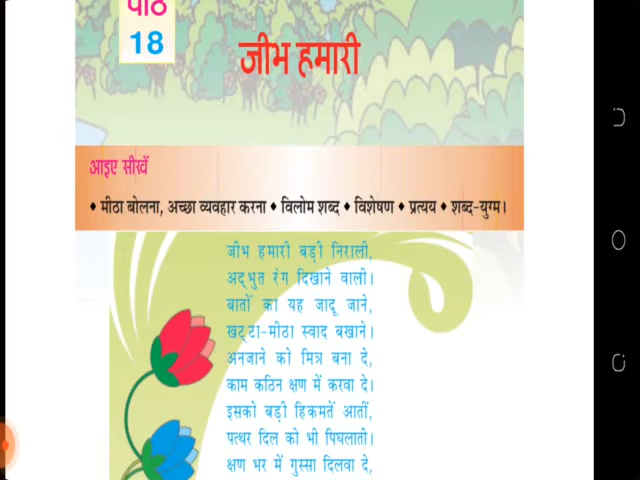 पाठ
18
जीभ हमारी
आइए सीखें
♦ मीठा बोलना, अच्छा व्यवहार करना ♦ विलोम शब्द ♦ विशेषण ♦ प्रत्यय ♦ शब्द-युग्म।
जीभ हमारी बड़ी निराली,
अद्भुत रंग दिखाने वाली।
बातों का यह जादू जाने,
खट्टा-मीठा स्वाद बखाने।
अनजाने को मित्र बना दे,
काम कठिन क्षण में करवा दे।
इसको बड़ी हिकमतें आतीं,
पत्थर दिल को भी पिघलाती।
क्षण भर में गुस्सा दिलवा दे,